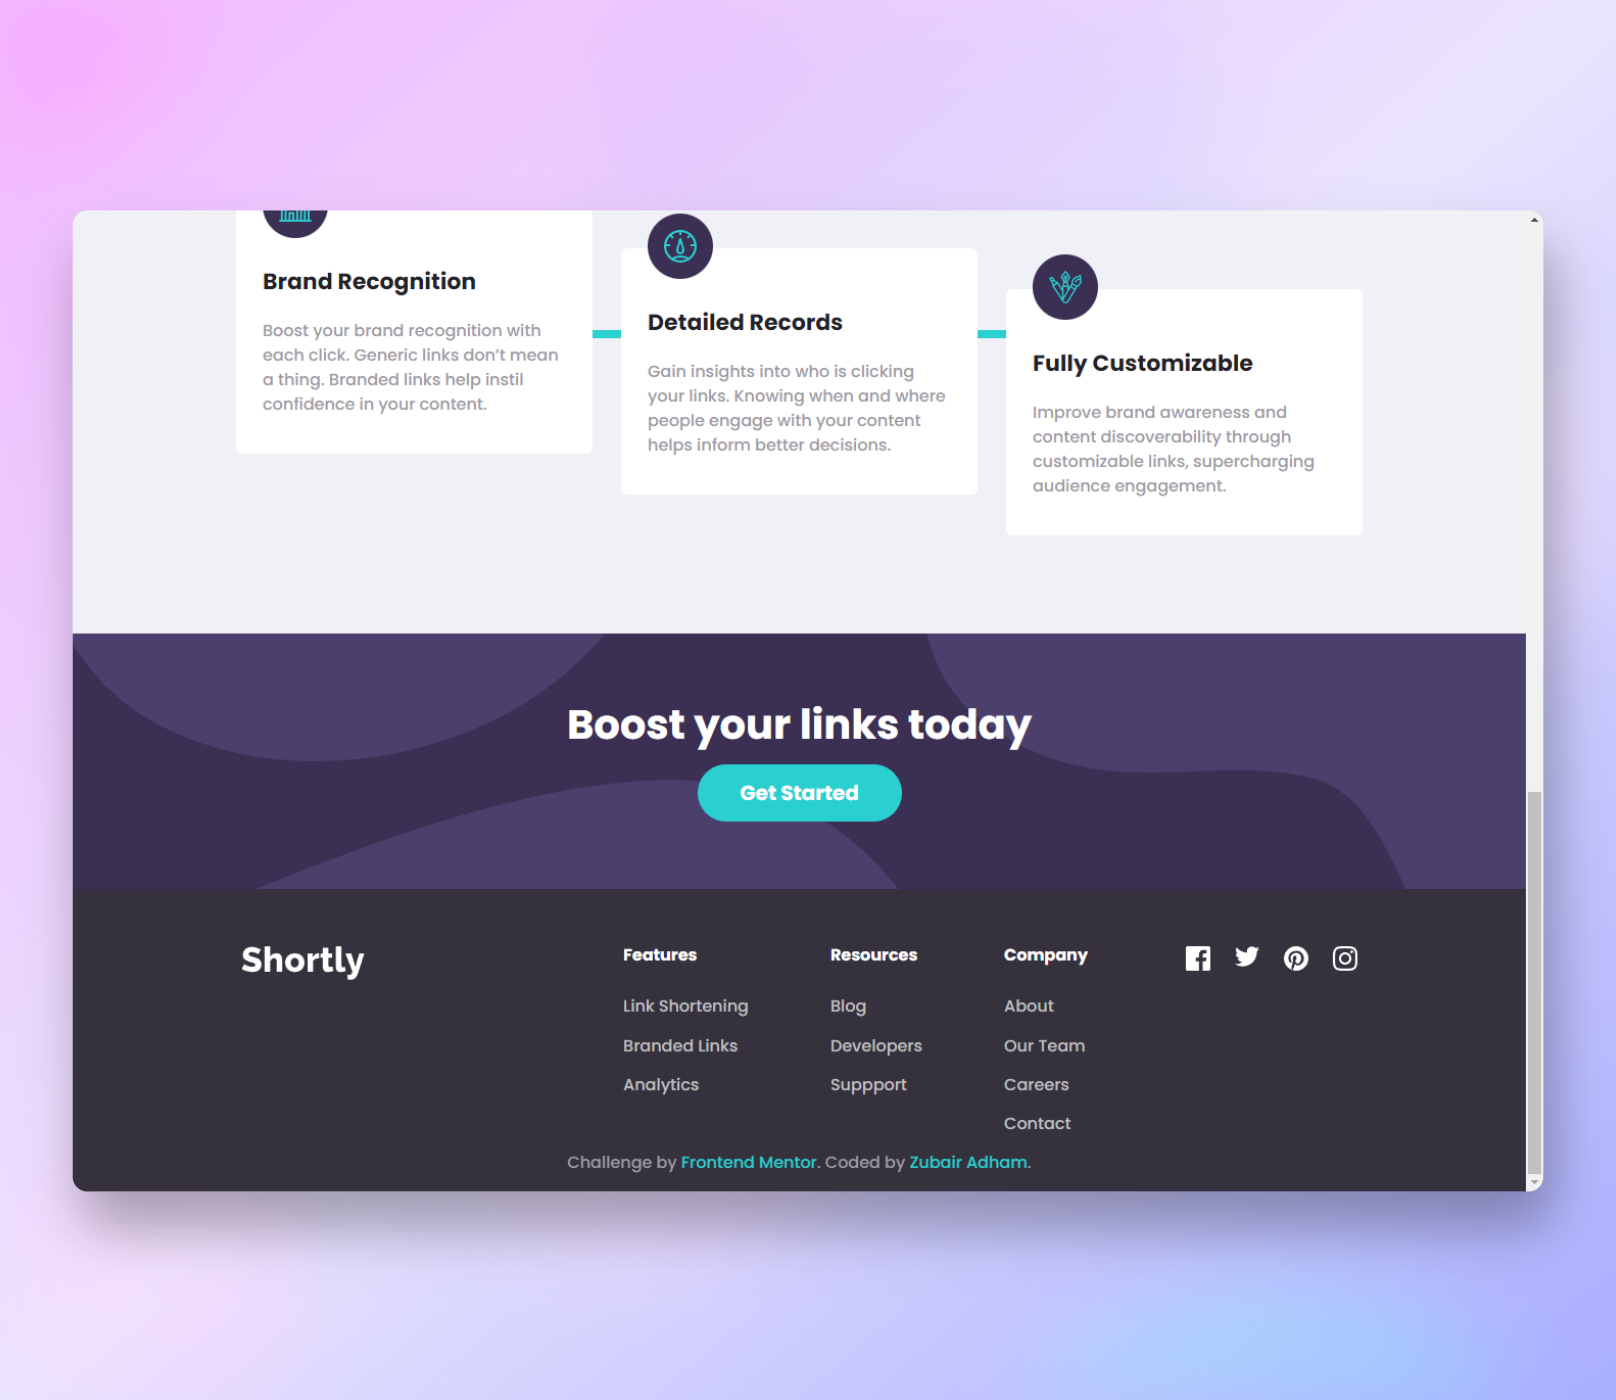 Brand Recognition
Boost your brand recognition with
each click. Generic links don’t mean
a thing. Branded links help instil
confidence in your content.
Detailed Records
Gain insights into who is clicking
your links. Knowing when and where
people engage with your content
helps inform better decisions.
Fully Customizable
Improve brand awareness and
content discoverability through
customizable links, supercharging
audience engagement.
Boost your links today
Get Started
Shortly
Features
Link Shortening
Branded Links
Analytics
Resources
Blog
Developers
Suppport
Company
About
Our Team
Careers
Contact
Challenge by Frontend Mentor. Coded by Zubair Adham.